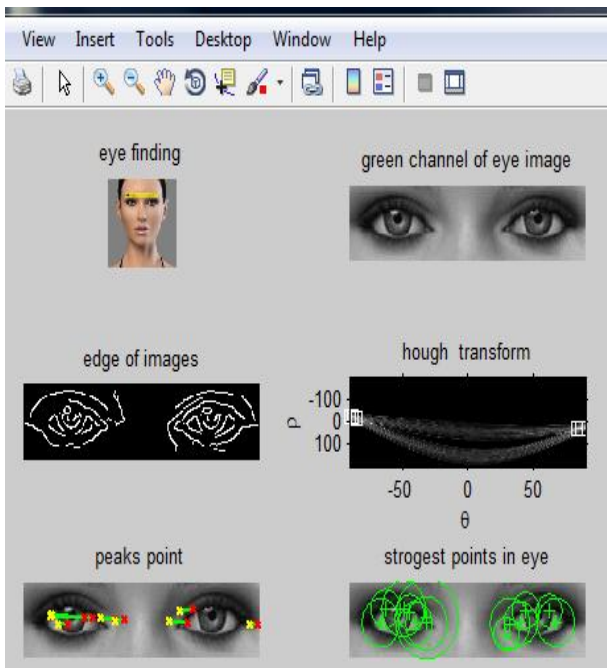 View Insert Tools Desktop Window Help
eye finding
green channel of eye image
edge of images
hough transform
-100
0
100
ρ
-50 0 50
θ
peaks point
strogest points in eye